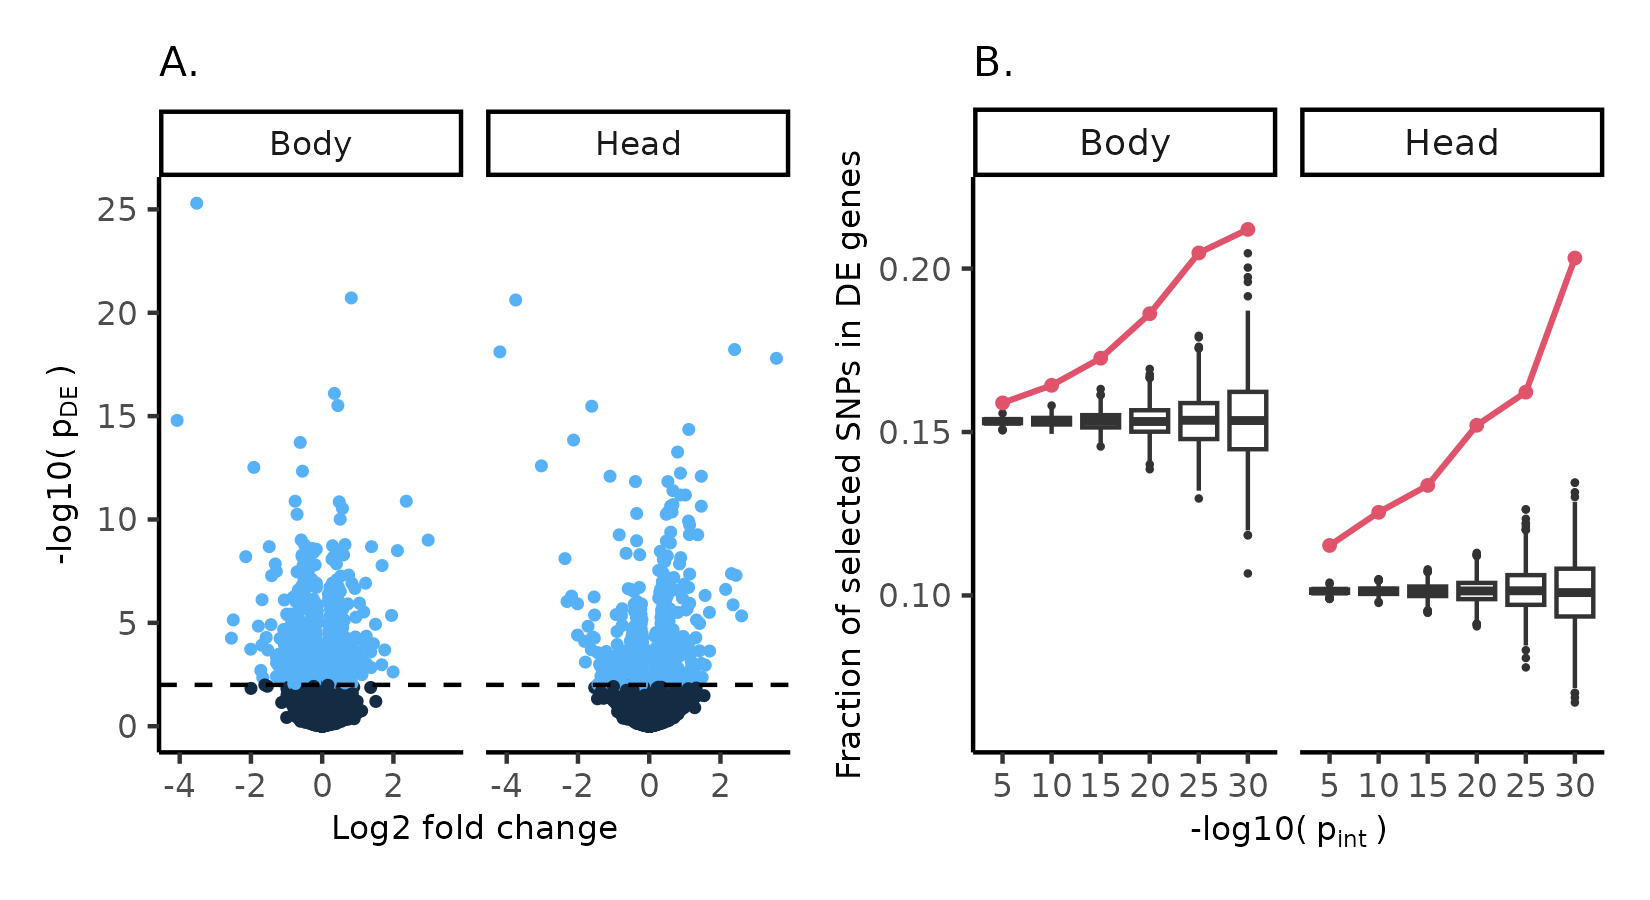 A.
Body Head
-log10( pDE )
25
20
15
10
5
0
-4 -2 0 2 -4 -2 0 2
Log2 fold change
B.
Body Head
Fraction of selected SNPs in DE genes
0.20
0.15
0.10
5 10 15 20 25 30 5 10 15 20 25 30
-log10( pint )